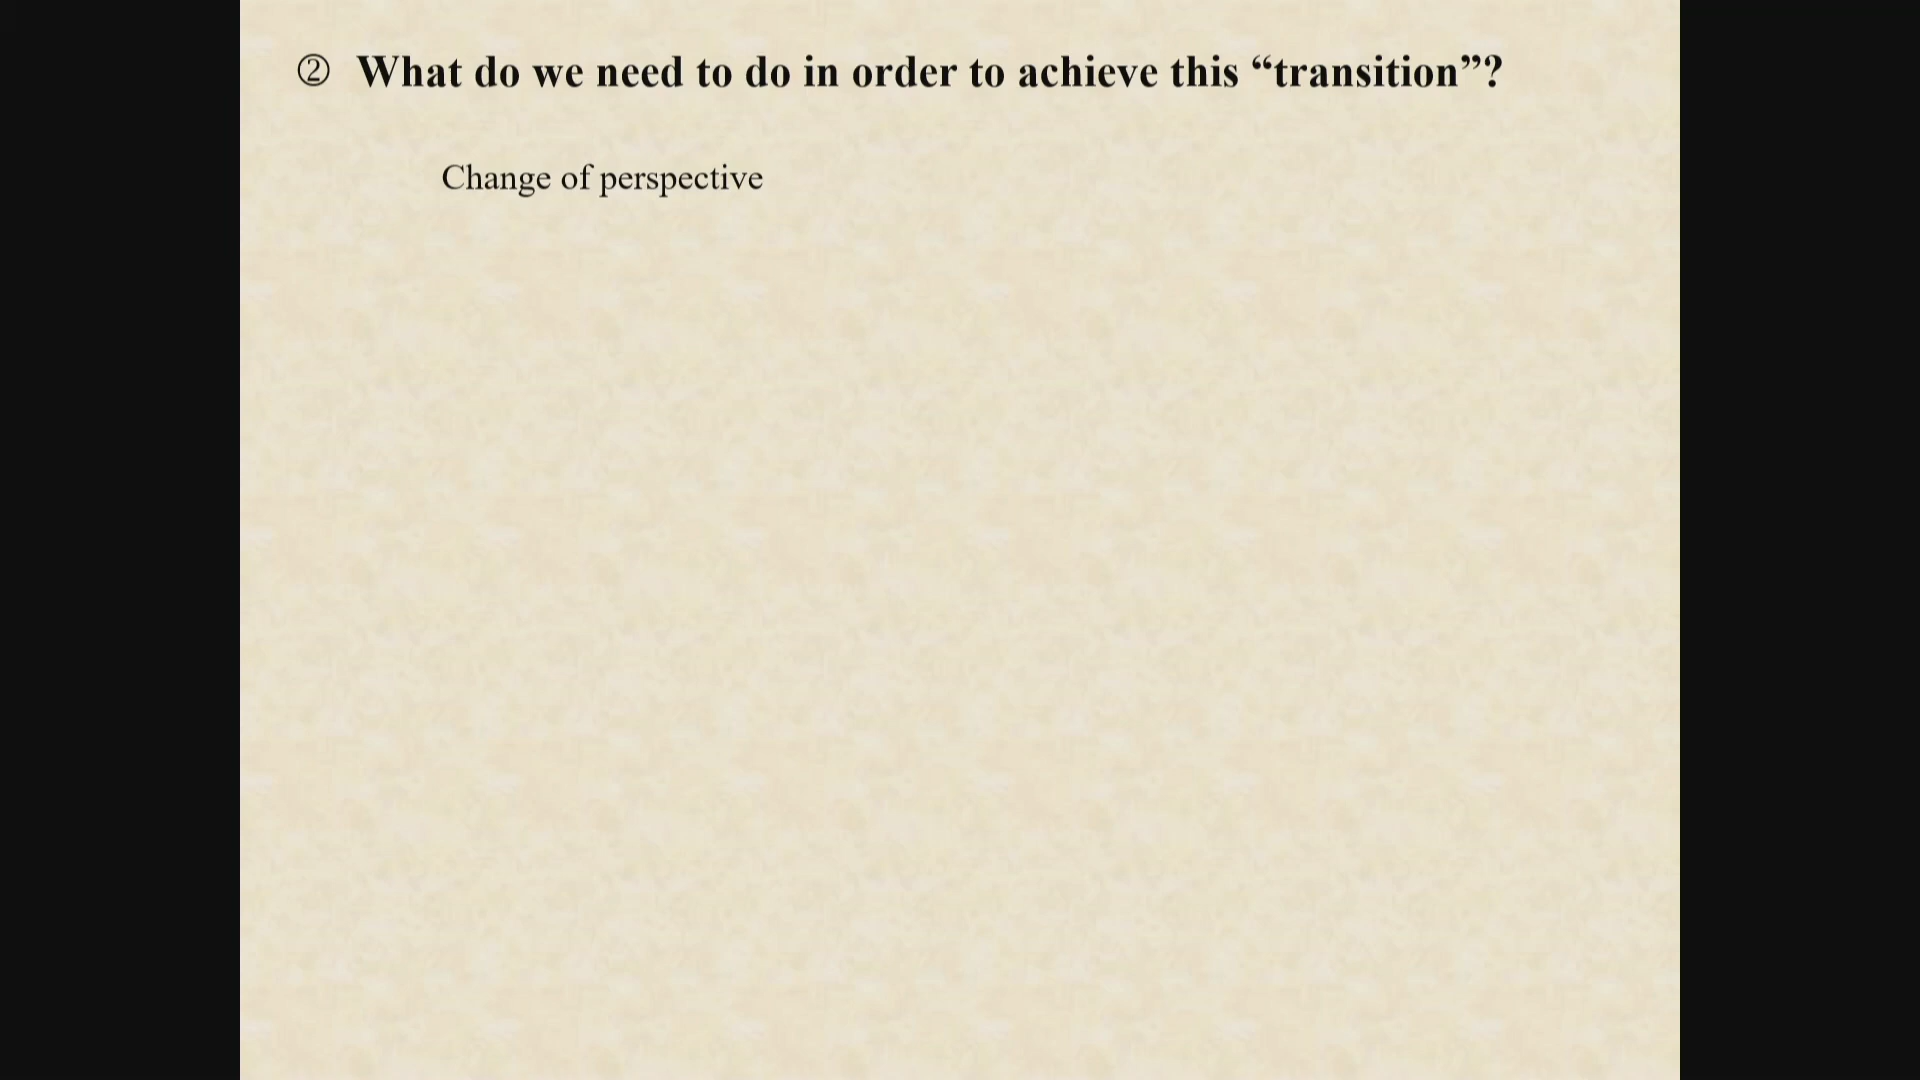 ② What do we need to do in order to achieve this “transition”?
Change of perspective